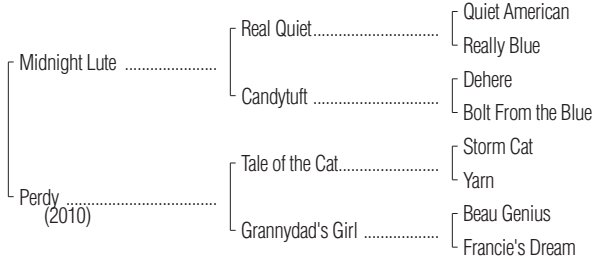 Quiet American
Real Quiet......................................
Really Blue
Midnight Lute ............................
Dehere
Candytuft ......................................
Bolt From the Blue
Storm Cat
Tale of the Cat..............................
Yarn
Perdy ..............................................
(2010)
Beau Genius
Grannydad's Girl .......................
Francie's Dream